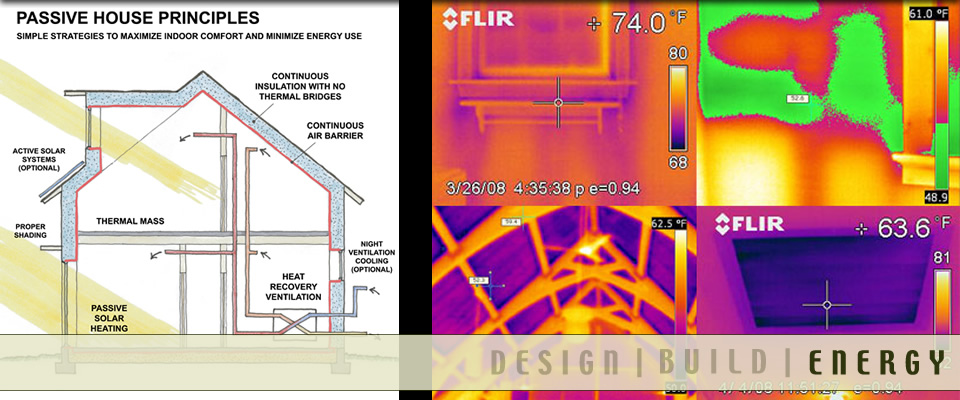 PASSIVE HOUSE PRINCIPLES
SIMPLE STRATEGIES TO MAXIMIZE INDOOR COMFORT AND MINIMIZE ENERGY USE
CONTINUOUS
INSULATION WITH NO
THERMAL BRIDGES
CONTINUOUS
AIR BARRIER
ACTIVE SOLAR
SYSTEMS
(OPTIONAL)
THERMAL MASS
PROPER
SHADING
NIGHT
VENTILATION
COOLING
(OPTIONAL)
HEAT
RECOVERY
VENTILATION
PASSIVE
SOLAR
HEATING
FLIR
74.0 °F
80
68
3/26/08 4:35:38 p e=0.94
61.0 °F
52.6
48.9
62.5 °F
FLIR
63.6 °F
81
DESIGN | BUILD | ENERGY
4/ 4/08 11:51:27 e=0.94